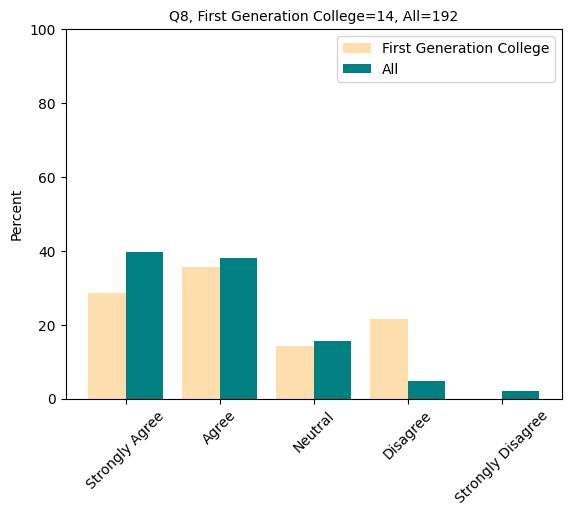 Q8, First Generation College=14, All=192
First Generation College
All
Percent
100
80
60
40
20
0
Strongly Agree
Agree
Neutral
Disagree
Strongly Disagree